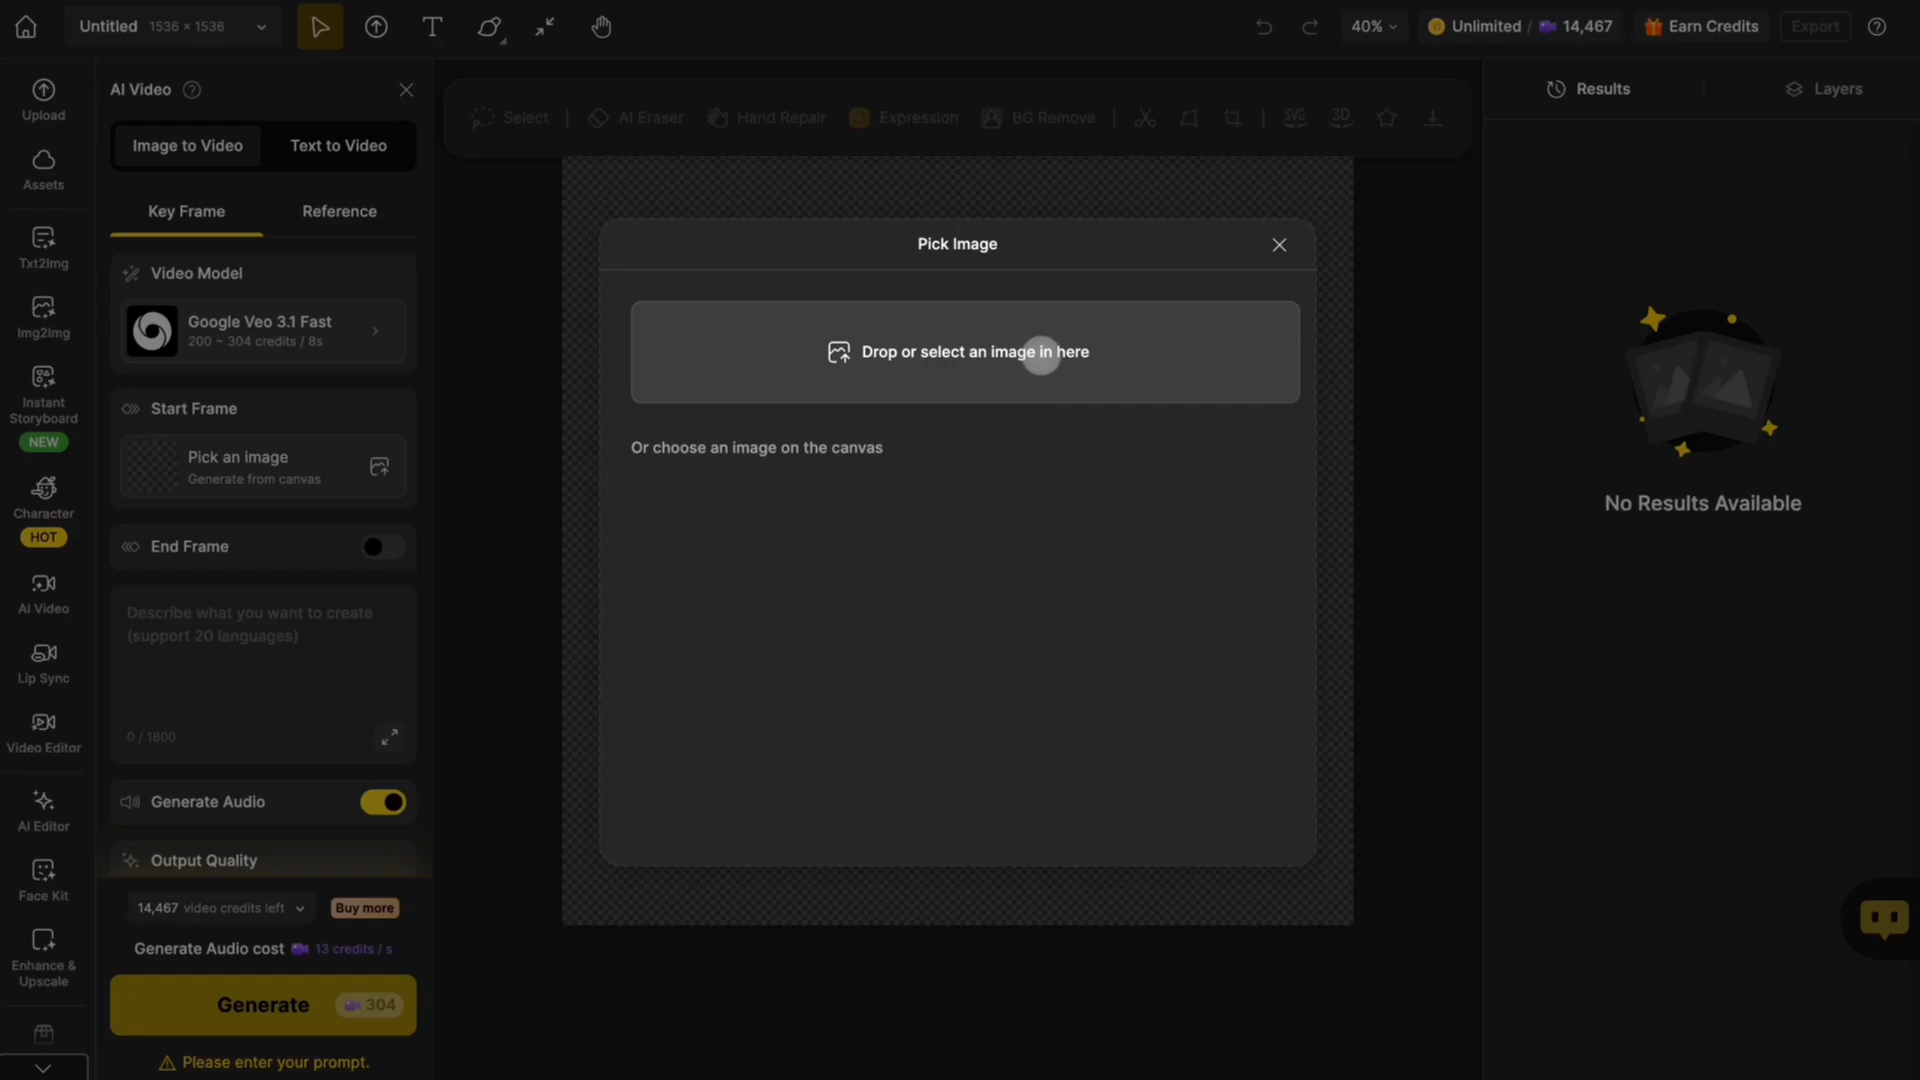 Untitled 1536 × 1536
40%
Unlimited / 14,467
Earn Credits
Export
Upload
Assets
Txt2Img
Img2Img
Instant
Storyboard
NEW
Character
HOT
AI Video
Lip Sync
Video Editor
AI Editor
Face Kit
Enhance &
Upscale
AI Video
Image to Video
Text to Video
Key Frame
Reference
Video Model
Google Veo 3.1 Fast
200 ~ 304 credits / 8s
Start Frame
Pick an image
Generate from canvas
End Frame
Describe what you want to create
(support 20 languages)
0 / 1800
Generate Audio
Output Quality
14,467 video credits left
Buy more
Generate Audio cost 13 credits / s
Generate 304
Please enter your prompt.
Select
AI Eraser
Hand Repair
Expression
BG Remove
SVG
3D
Pick Image
Drop or select an image in here
Or choose an image on the canvas
Results
Layers
No Results Available